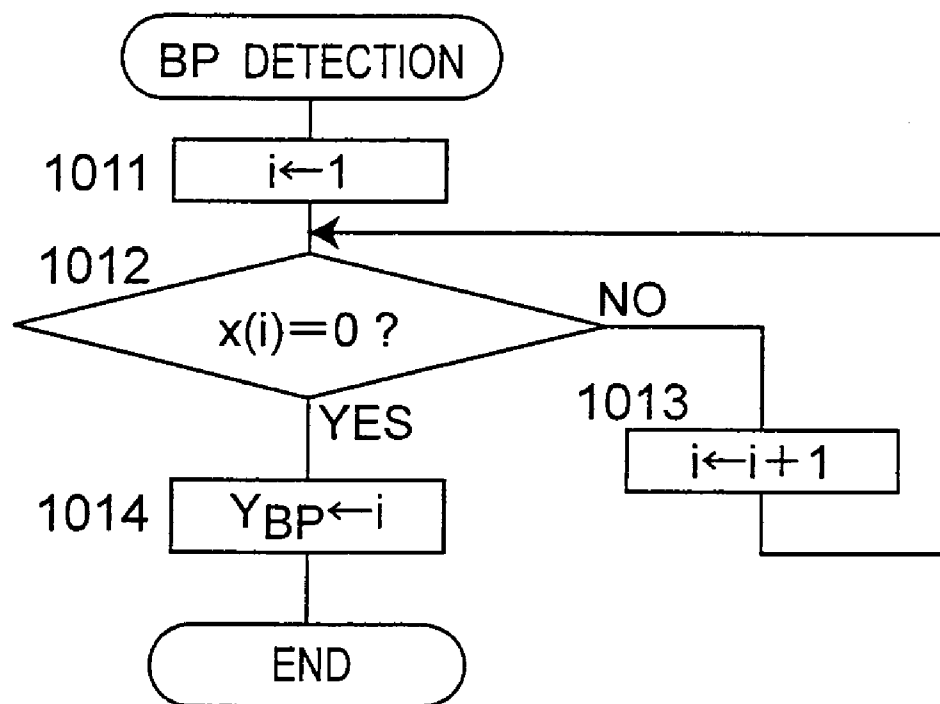 BP DETECTION
1011
i←1
1012
x(i)=0 ?
NO
YES
1013
i←i+1
1014
YBP←i
END